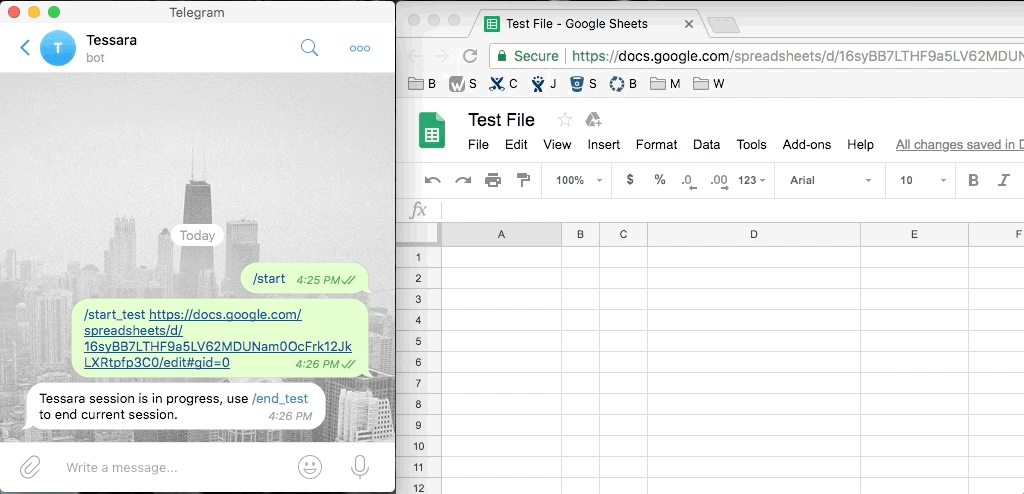 Telegram
T
Tessara
bot
Today
/start 4:25 PM
/start_test https://docs.google.com/
spreadsheets/d/
16syBB7LTHF9a5LV62MDUNam0OcFrk12Jk
LXRtpfp3C0/edit#gid=0 4:26 PM
Tessara session is in progress, use /end_test
to end current session. 4:26 PM
Write a message...
Test File - Google Sheets
Secure https://docs.google.com/spreadsheets/d/16syBB7LTHF9a5LV62MDUN
B S C J S B M W
Test File
File Edit View Insert Format Data Tools Add-ons Help All changes saved in D
100% $ % .0 .00 123 Arial 10 B I
fx
A B C D E F
1
2
3
4
5
6
7
8
9
10
11
12